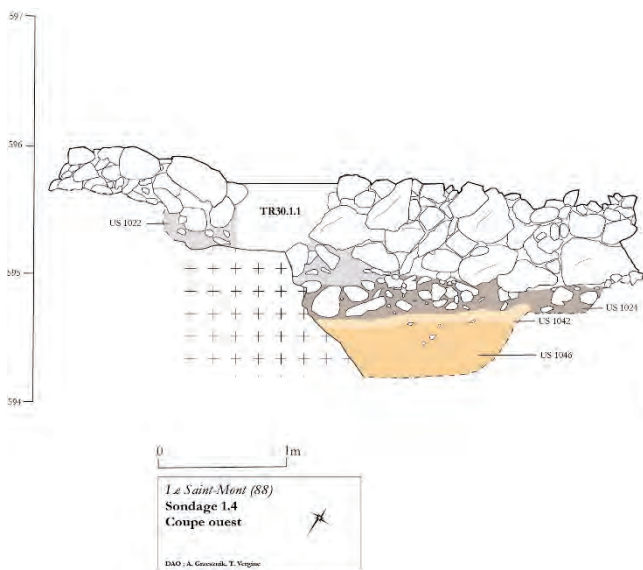 597
596
TR30.1.1
US 1022
595
US 1024
US 1042
US 1046
594
0 1m
Le Saint-Mont (88)
Sondage 1.4
Coupe ouest
DAO : A. Grzesznik, T. Vergine